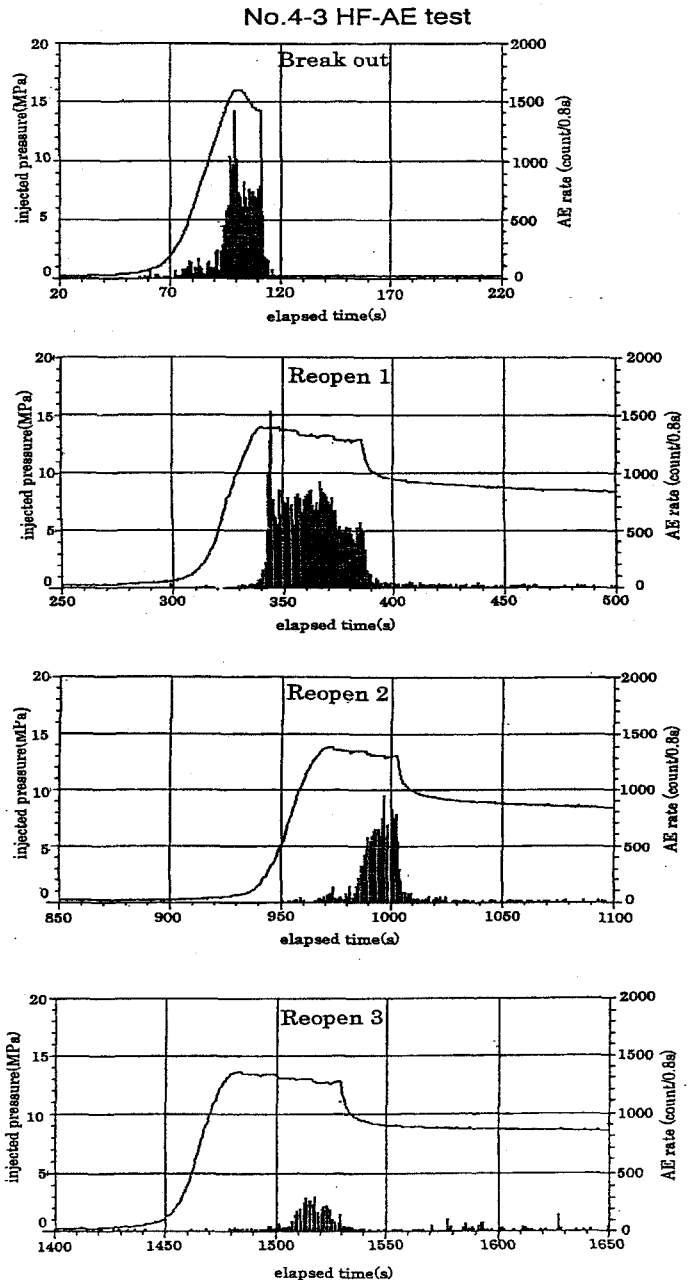 No.4-3 HF-AE test
Break out
injected pressure(MPa)
20
15
10
5
0
2000
1500
1000
500
0
AE rate (count/0.8s)
20 70 120 170 220
elapsed time(s)
Reopen 1
injected pressure(MPa)
20
15
10
5
0
2000
1500
1000
500
0
AE rate (count/0.8s)
250 300 350 400 450 500
elapsed time(s)
Reopen 2
injected pressure(MPa)
20
15
10
5
0
2000
1500
1000
500
0
AE rate (count/0.8s)
850 900 950 1000 1050 1100
elapsed time(s)
Reopen 3
injected pressure(MPa)
20
15
10
5
0
2000
1500
1000
500
0
AE rate (count/0.8s)
1400 1450 1500 1550 1600 1650
elapsed time(s)